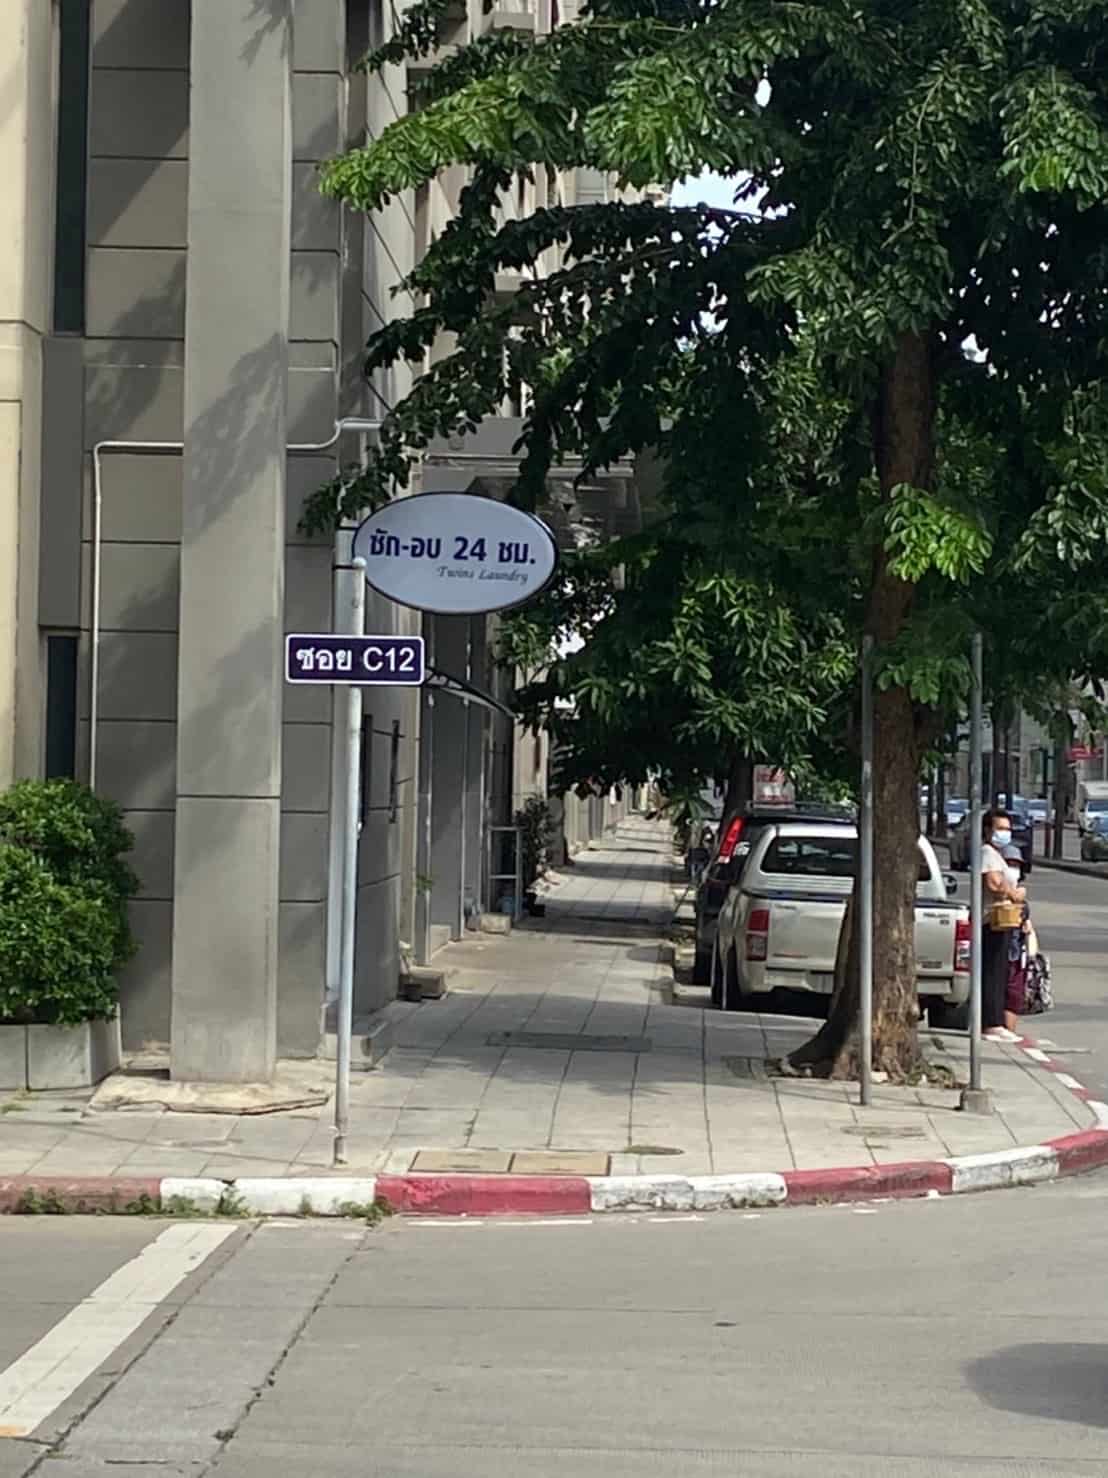 ซัก-อบ 24 ชม.
Twins Laundry
ซอย C12